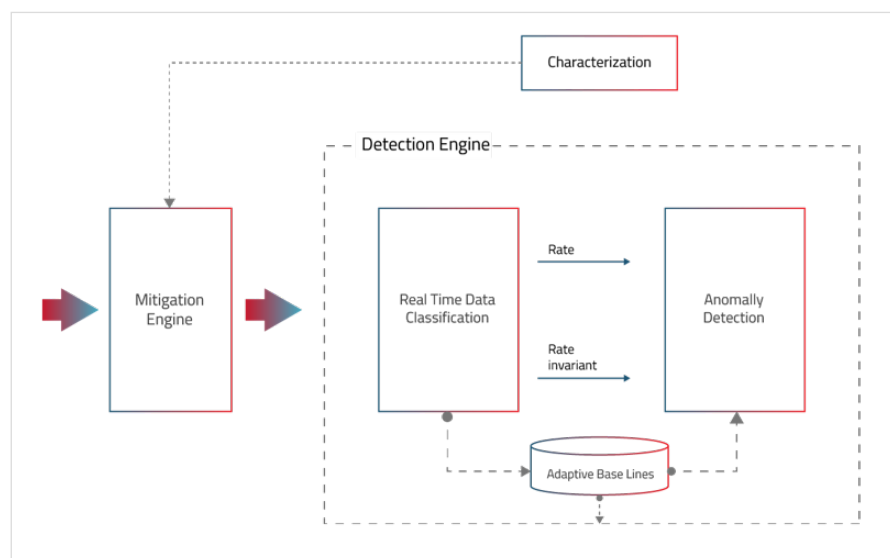 Characterization
Detection Engine
Mitigation
Engine
Real Time Data
Classification
Rate
Rate
invariant
Anomally
Detection
Adaptive Base Lines